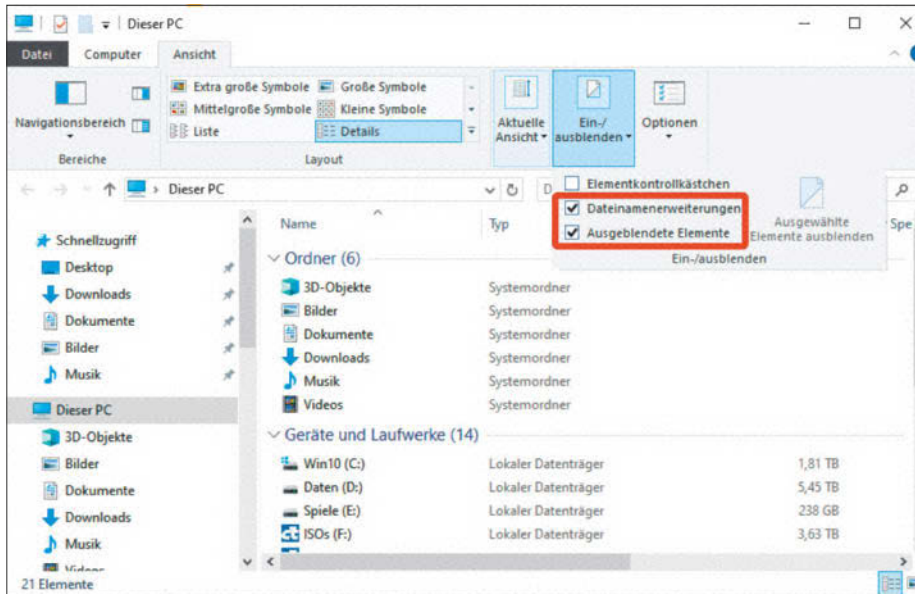 Dieser PC
Datei Computer Ansicht
Navigationsbereich
Extra große Symbole Große Symbole
Mittelgroße Symbole Kleine Symbole
Liste Details
Aktuelle Ansicht
Ein-/ausblenden
Optionen
Bereiche Layout
Dieser PC
Elementkontrollkästchen
Dateinamenerweiterungen
Ausgeblendete Elemente
Ausgewählte
Elemente ausblenden
Ein-/ausblenden
Schnellzugriff
Desktop
Downloads
Dokumente
Bilder
Musik
Dieser PC
3D-Objekte
Bilder
Dokumente
Downloads
Musik
Name Typ Spe
Ordner (6)
3D-Objekte Systemordner
Bilder Systemordner
Dokumente Systemordner
Downloads Systemordner
Musik Systemordner
Videos Systemordner
Geräte und Laufwerke (14)
Win10 (C:) Lokaler Datenträger 1,81 TB
Daten (D:) Lokaler Datenträger 5,45 TB
Spiele (E:) Lokaler Datenträger 238 GB
ct ISOs (F:) Lokaler Datenträger 3,63 TB
21 Elemente